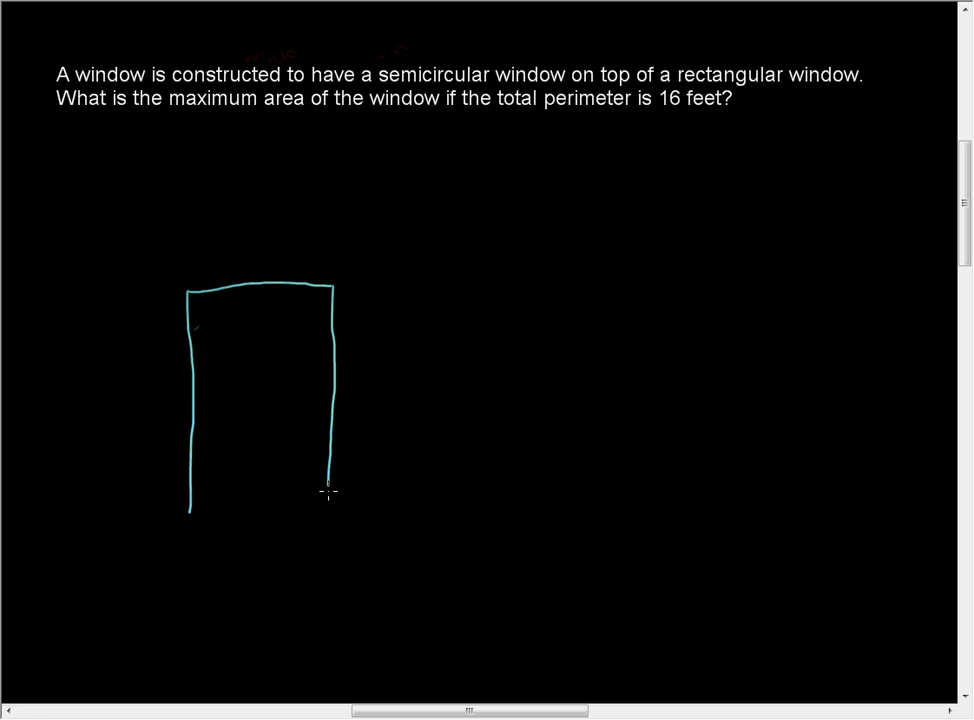 A window is constructed to have a semicircular window on top of a rectangular window.
What is the maximum area of the window if the total perimeter is 16 feet?